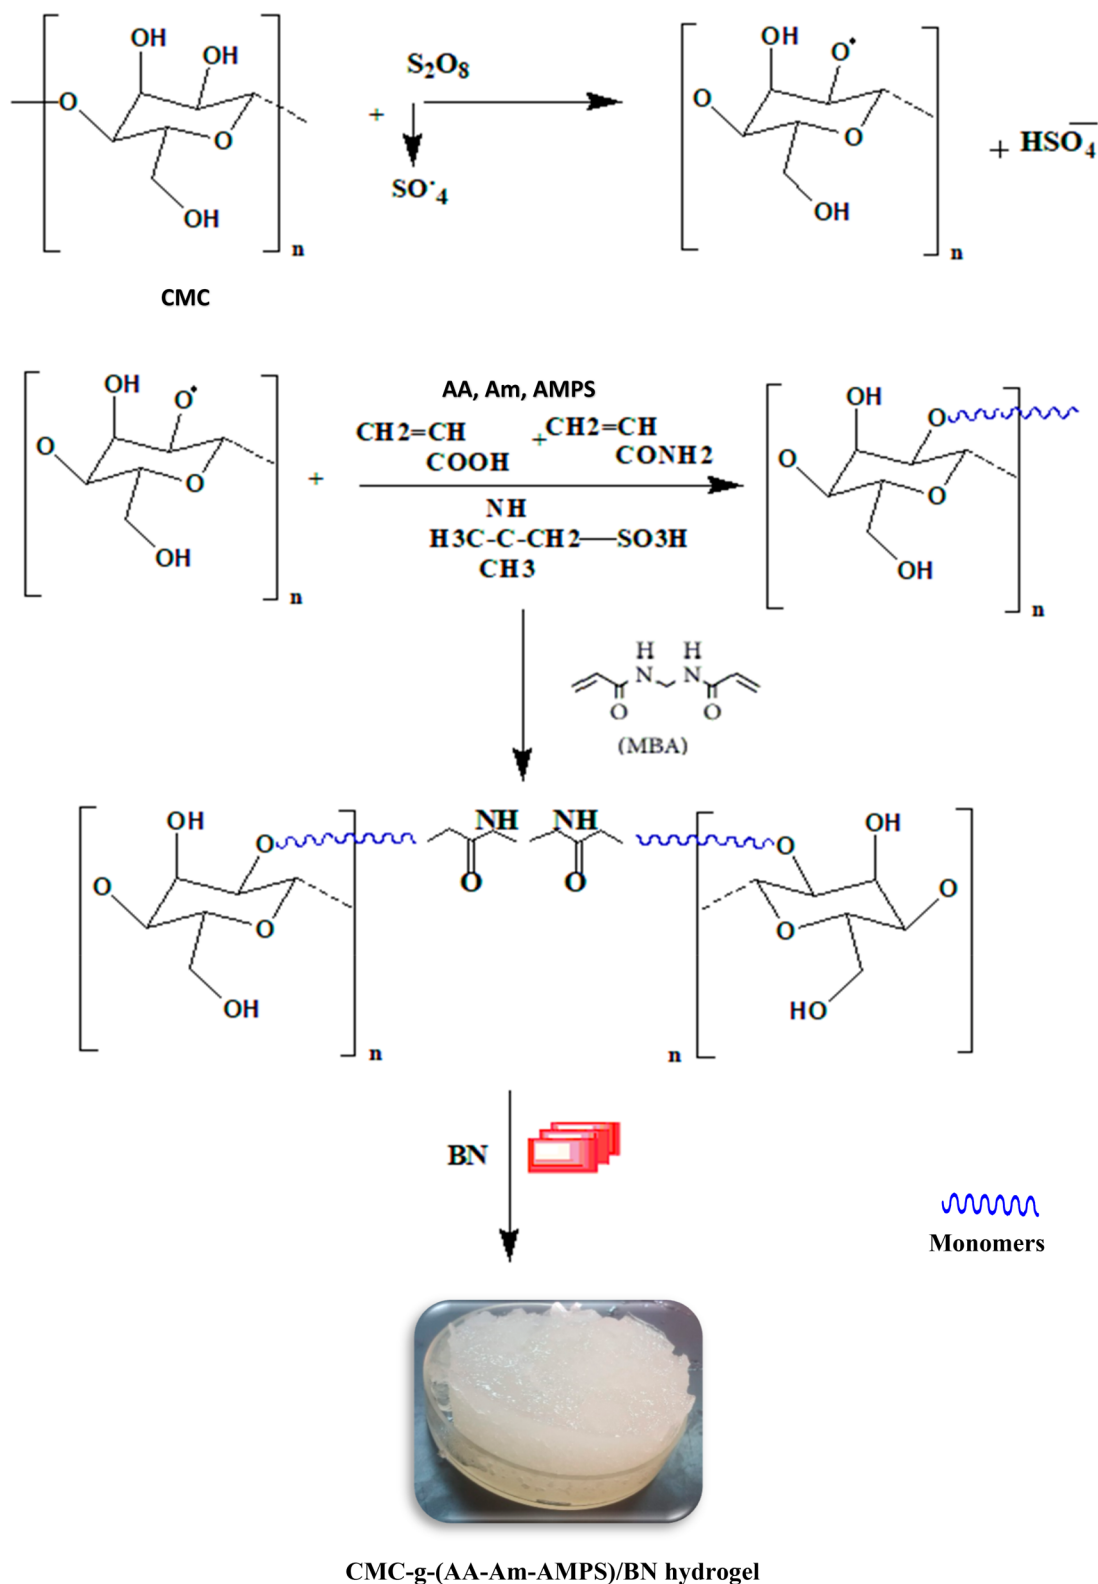 OH
OH
O
O
OH
n
CMC
+
S₂O₈
SO˙₄
OH
O•
O
O
OH
n
+ HSO₄⁻
OH
O•
O
O
OH
n
+
AA, Am, AMPS
CH2=CH
COOH
+
CH2=CH
CONH2
NH
H3C-C-CH2—SO3H
CH3
OH
O
O
O
OH
n
H H
N N
O O
(MBA)
OH
O
O
O
OH
n
NH NH
O O
O
OH
O
O
HO
n
BN
Monomers
CMC-g-(AA-Am-AMPS)/BN hydrogel